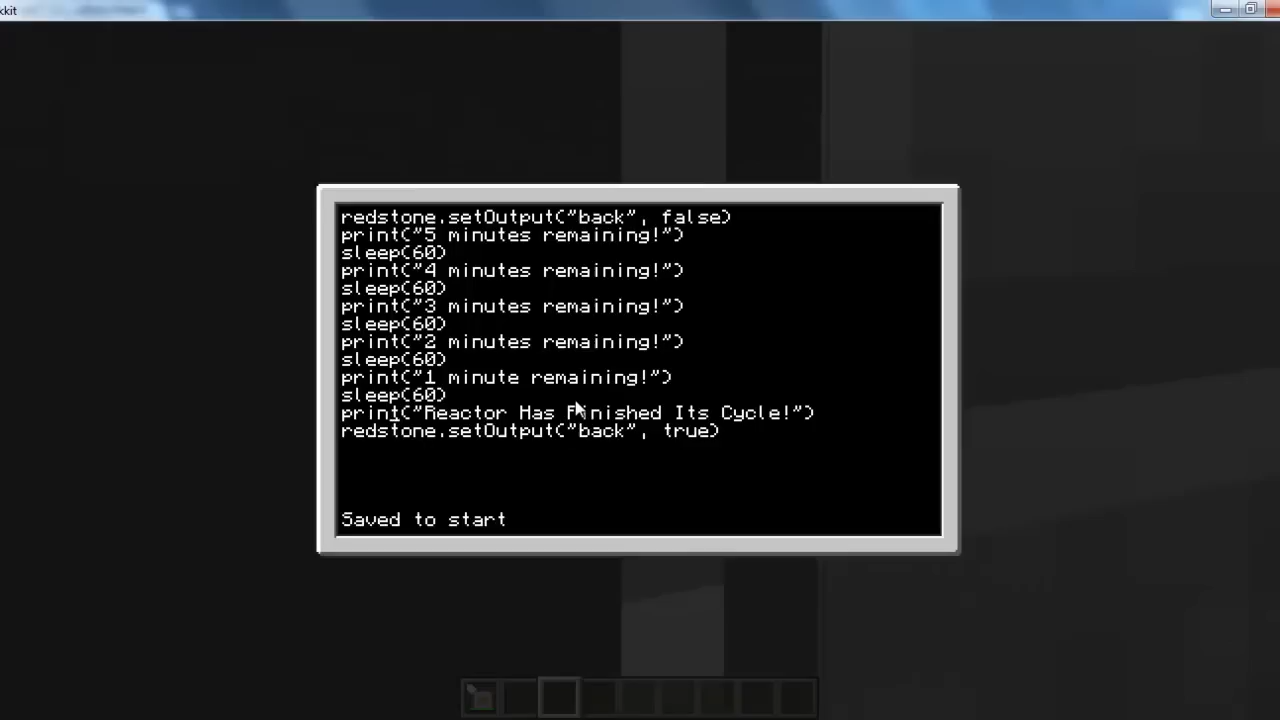 kkit
redstone.setOutput("back", false)
print("5 minutes remaining!")
sleep(60)
print("4 minutes remaining!")
sleep(60)
print("3 minutes remaining!")
sleep(60)
print("2 minutes remaining!")
sleep(60)
print("1 minute remaining!")
sleep(60)
print("Reactor Has Finished Its Cycle!")
redstone.setOutput("back", true)
Saved to start